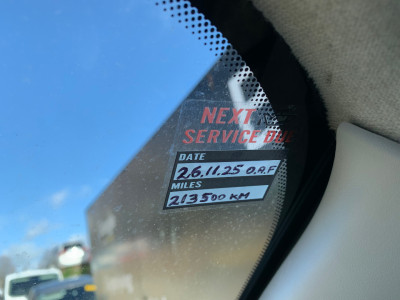 NEXT
SERVICE DUE
DATE
26.11.25 O.A.F
MILES
213500 KM